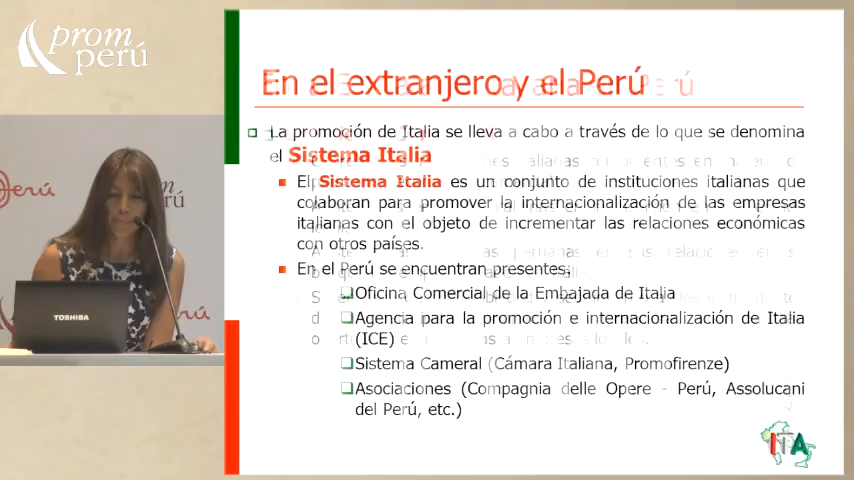 prom
perú
En el extranjero y el Perú
La promoción de Italia se lleva a cabo a través de lo que se denomina
el Sistema Italia
El Sistema Italia es un conjunto de instituciones italianas que
colaboran para promover la internacionalización de las empresas
italianas con el objeto de incrementar las relaciones económicas
con otros países.
En el Perú se encuentran presentes:
Oficina Comercial de la Embajada de Italia
Agencia para la promoción e internacionalización de Italia
(ICE)
Sistema Cameral (Cámara Italiana, Promofirenze)
Asociaciones (Compagnia delle Opere - Perú, Assolucani
del Perú, etc.)
TOSHIBA
ITA